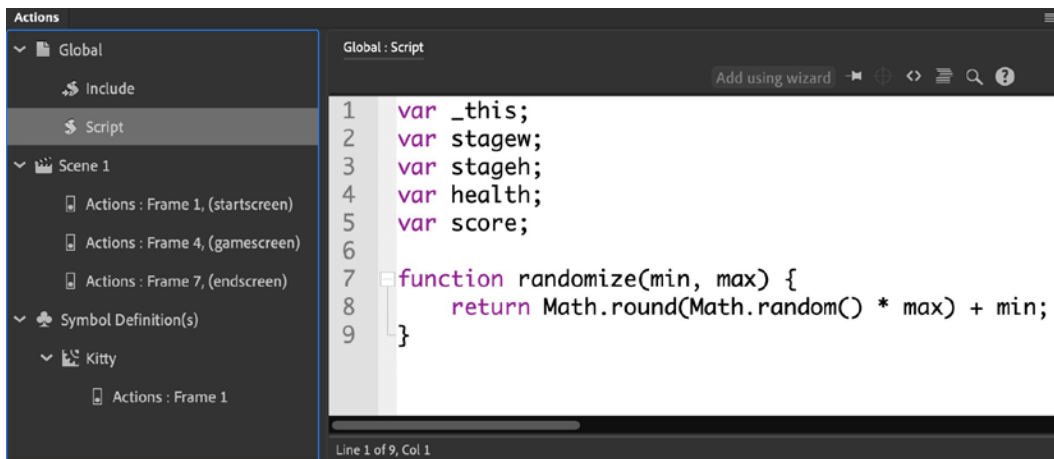 Actions
Global
Include
Script
Scene 1
Actions : Frame 1, (startscreen)
Actions : Frame 4, (gamescreen)
Actions : Frame 7, (endscreen)
Symbol Definition(s)
Kitty
Actions : Frame 1
Global : Script
Add using wizard
1 var _this;
2 var stagew;
3 var stageh;
4 var health;
5 var score;
6
7 function randomize(min, max) {
8 return Math.round(Math.random() * max) + min;
9 }
Line 1 of 9, Col 1